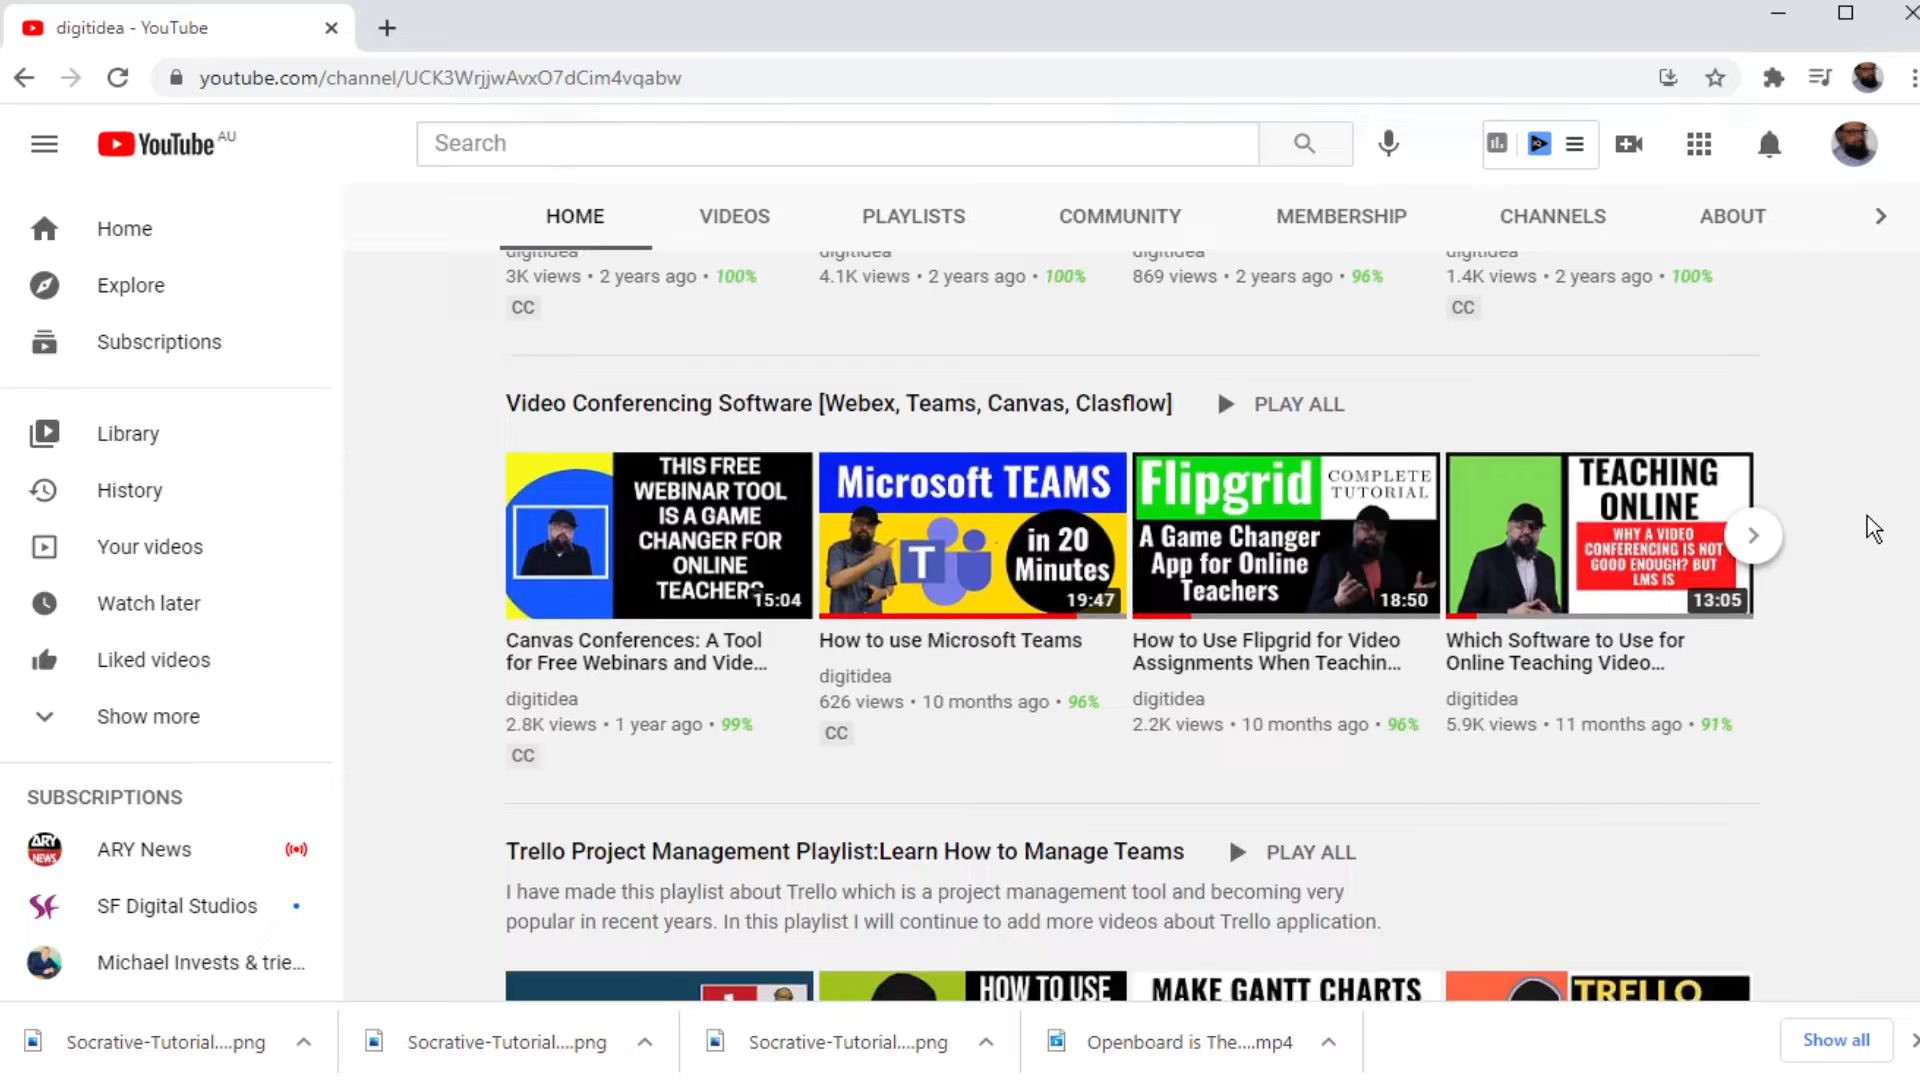 digitidea - YouTube
youtube.com/channel/UCK3WrjjwAvxO7dCim4vqabw
YouTube AU
Search
HOME VIDEOS PLAYLISTS COMMUNITY MEMBERSHIP CHANNELS ABOUT
Home
Explore
Subscriptions
Library
History
Your videos
Watch later
Liked videos
Show more
SUBSCRIPTIONS
ARY News
SF Digital Studios
Michael Invests & trie...
digitidea digitidea digitidea digitidea
3K views • 2 years ago • 100% 4.1K views • 2 years ago • 100% 869 views • 2 years ago • 96% 1.4K views • 2 years ago • 100%
CC CC
Video Conferencing Software [Webex, Teams, Canvas, Clasflow] PLAY ALL
THIS FREE
WEBINAR TOOL
IS A GAME
CHANGER FOR
ONLINE
TEACHERS
15:04
Canvas Conferences: A Tool
for Free Webinars and Vide...
digitidea
2.8K views • 1 year ago • 99%
CC
Microsoft TEAMS
T
in 20
Minutes
19:47
How to use Microsoft Teams
digitidea
626 views • 10 months ago • 96%
CC
Flipgrid COMPLETE
TUTORIAL
A Game Changer
App for Online
Teachers
18:50
How to Use Flipgrid for Video
Assignments When Teachin...
digitidea
2.2K views • 10 months ago • 96%
TEACHING
ONLINE
WHY A VIDEO
CONFERENCING IS NOT
GOOD ENOUGH? BUT
LMS IS
13:05
Which Software to Use for
Online Teaching Video...
digitidea
5.9K views • 11 months ago • 91%
Trello Project Management Playlist:Learn How to Manage Teams PLAY ALL
I have made this playlist about Trello which is a project management tool and becoming very
popular in recent years. In this playlist I will continue to add more videos about Trello application.
HOW TO USE
MAKE GANTT CHARTS
TRELLO
Socrative-Tutorial....png Socrative-Tutorial....png Socrative-Tutorial....png Openboard is The....mp4 Show all
ARY
NEWS
SF